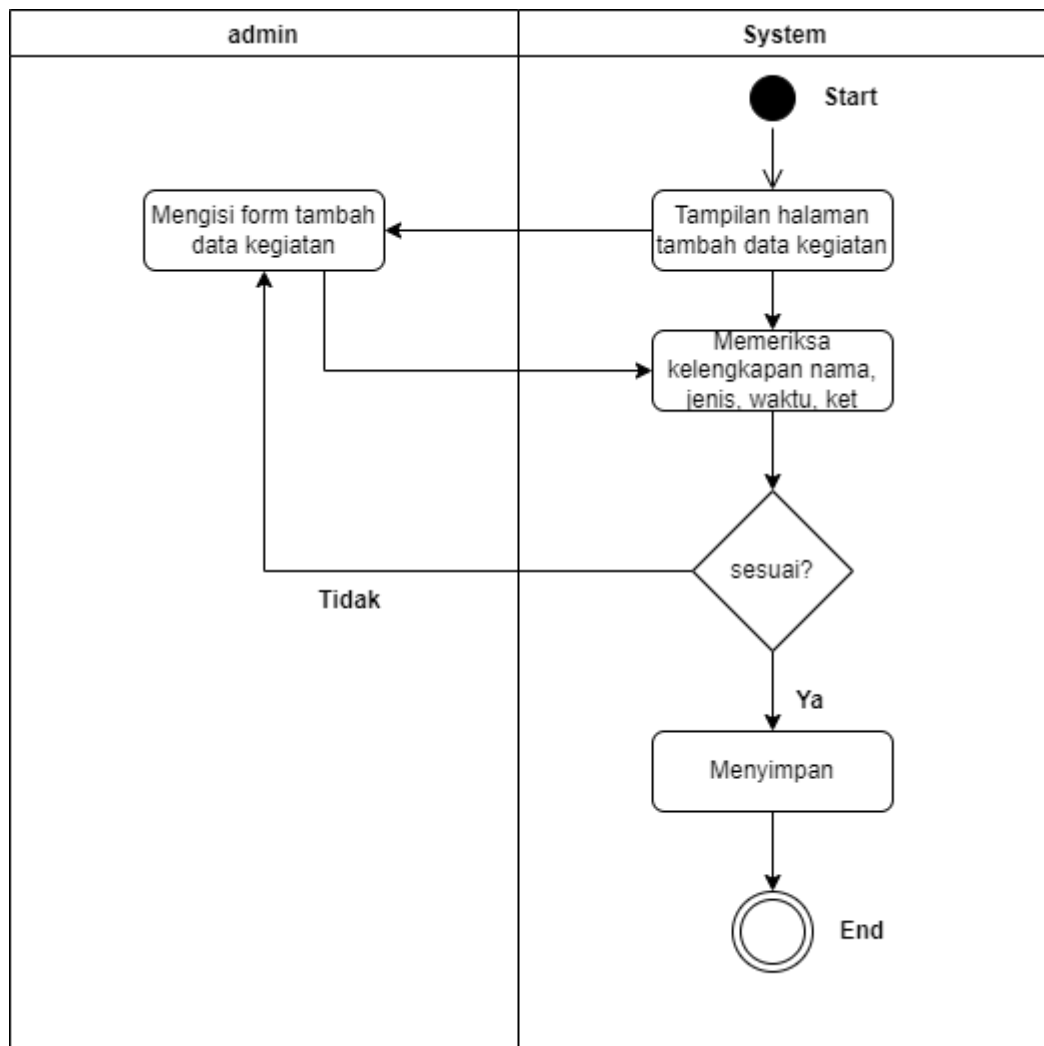 admin
System
Start
Mengisi form tambah
data kegiatan
Tampilan halaman
tambah data kegiatan
Memeriksa
kelengkapan nama,
jenis, waktu, ket
sesuai?
Tidak
Ya
Menyimpan
End